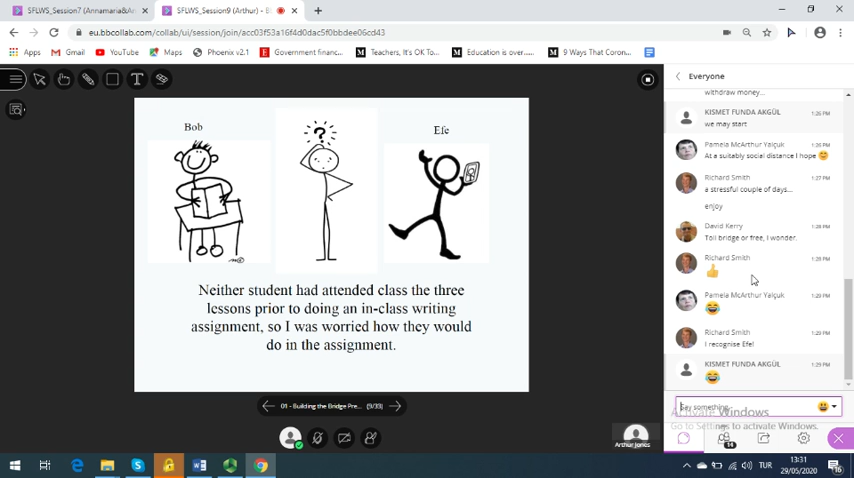 SFLWS_Session7 (Annamaria&An
SFLWS_Session9 (Arthur)
eu.bbcollab.com/collab/ui/session/join/acc03f53a16f4d0dac5f0bbdee06cd43
Apps
Gmail
YouTube
Maps
Phoenix v2.1
Government financ...
Teachers, It's OK To...
Education is over.....
9 Ways That Coron...
Bob
?
Efe
Neither student had attended class the three
lessons prior to doing an in-class writing
assignment, so I was worried how they would
do in the assignment.
01 - Building the Bridge Pre...
(9/33)
Arthur Jones
Everyone
withdraw money...
KISMET FUNDA AKGÜL
1:26 PM
we may start
Pamela McArthur Yalçuk
1:26 PM
At a suitably social distance I hope 😊
Richard Smith
1:27 PM
a stressful couple of days...
enjoy
David Kerry
1:28 PM
Toll bridge or free, I wonder.
Richard Smith
1:28 PM
👍
Pamela McArthur Yalçuk
1:29 PM
😂
Richard Smith
1:29 PM
I recognise Efe!
KISMET FUNDA AKGÜL
1:29 PM
😂
Say something
Activate Windows
Go to Settings to activate Windows.
14
TUR
13:31
29/05/2020
16